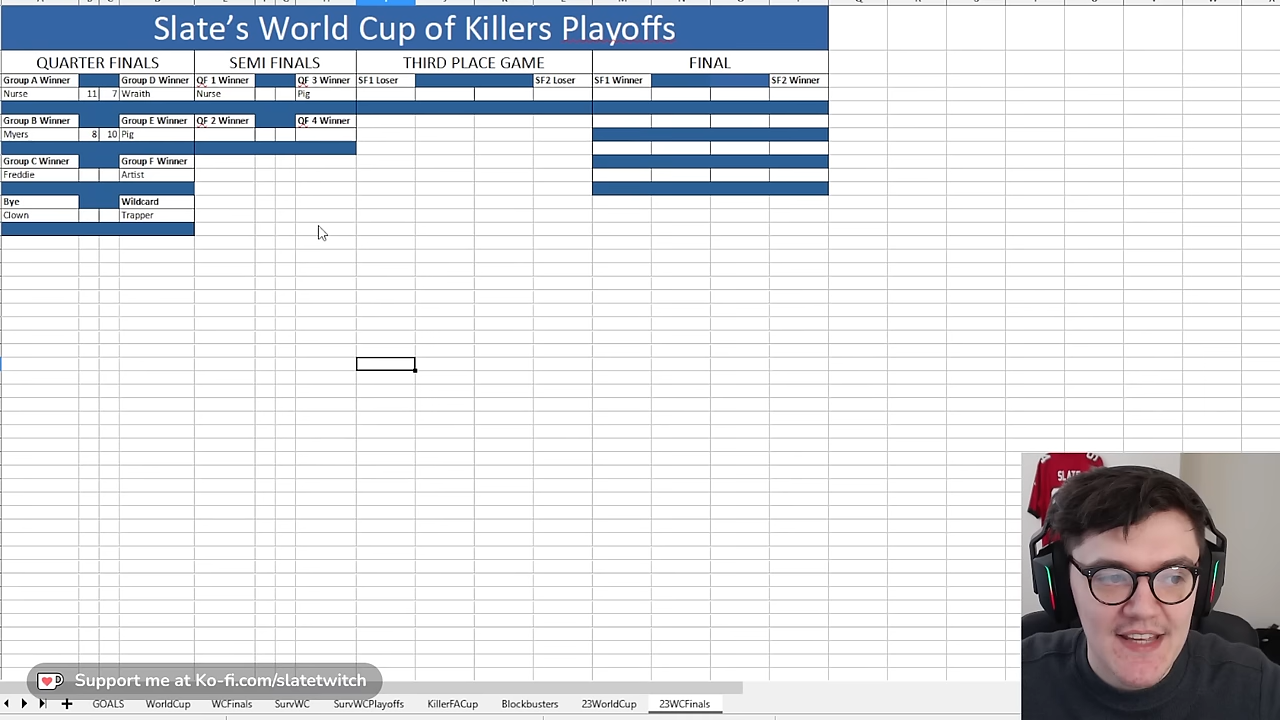 Slate’s World Cup of Killers Playoffs
QUARTER FINALS SEMI FINALS THIRD PLACE GAME FINAL
Group A Winner Group D Winner QF 1 Winner QF 3 Winner SF1 Loser SF2 Loser SF1 Winner SF2 Winner
Nurse 11 7 Wraith Nurse Pig
Group B Winner Group E Winner QF 2 Winner QF 4 Winner
Myers 8 10 Pig
Group C Winner Group F Winner
Freddie Artist
Bye Wildcard
Clown Trapper
SLATE
Support me at Ko-fi.com/slatetwitch
GOALS WorldCup WCFinals SurvWC SurvWCPlayoffs KillerFACup Blockbusters 23WorldCup 23WCFinals